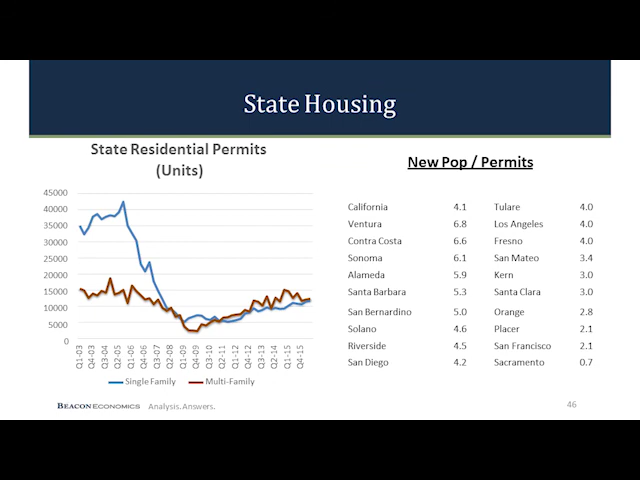 State Housing
State Residential Permits
(Units)
45000
40000
35000
30000
25000
20000
15000
10000
5000
0
Q1-03
Q4-03
Q3-04
Q2-05
Q1-06
Q4-06
Q3-07
Q2-08
Q1-09
Q4-09
Q3-10
Q2-11
Q1-12
Q4-12
Q3-13
Q2-14
Q1-15
Q4-15
Single Family Multi-Family
New Pop / Permits
California 4.1 Tulare 4.0
Ventura 6.8 Los Angeles 4.0
Contra Costa 6.6 Fresno 4.0
Sonoma 6.1 San Mateo 3.4
Alameda 5.9 Kern 3.0
Santa Barbara 5.3 Santa Clara 3.0
San Bernardino 5.0 Orange 2.8
Solano 4.6 Placer 2.1
Riverside 4.5 San Francisco 2.1
San Diego 4.2 Sacramento 0.7
BEACON ECONOMICS Analysis. Answers. 46